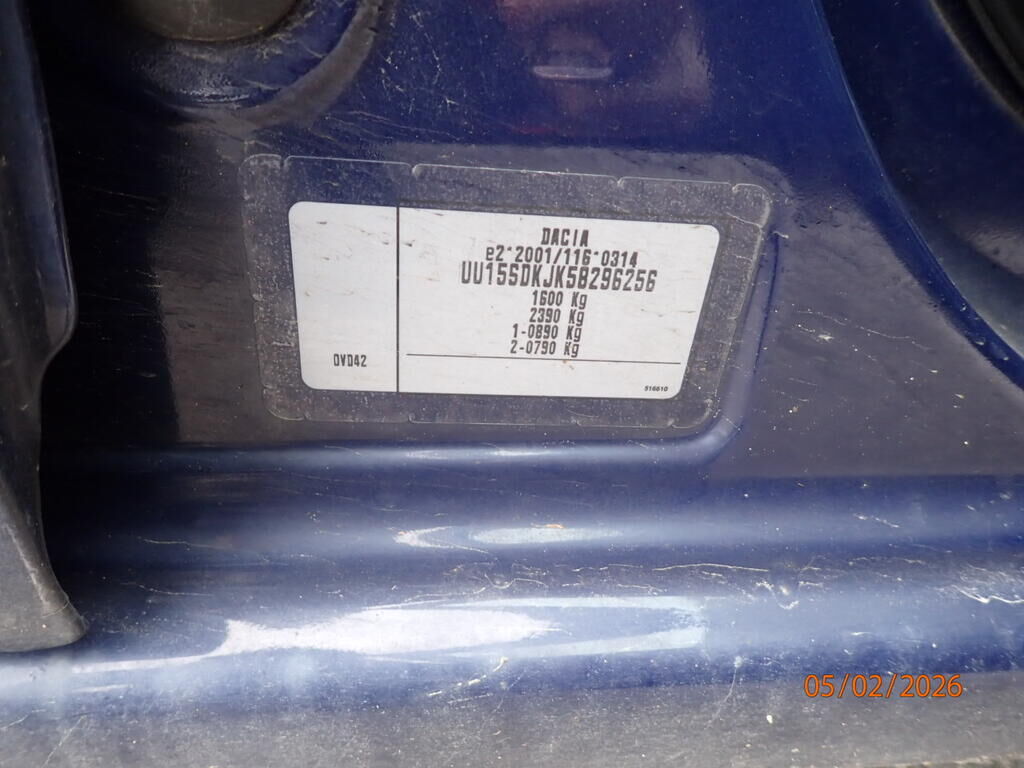 DACIA
e2*2001/116*0314
UU15SDKJK58296256
1600 Kg
2390 Kg
1-0890 Kg
2-0790 Kg
0VD42
516610
05/02/2026